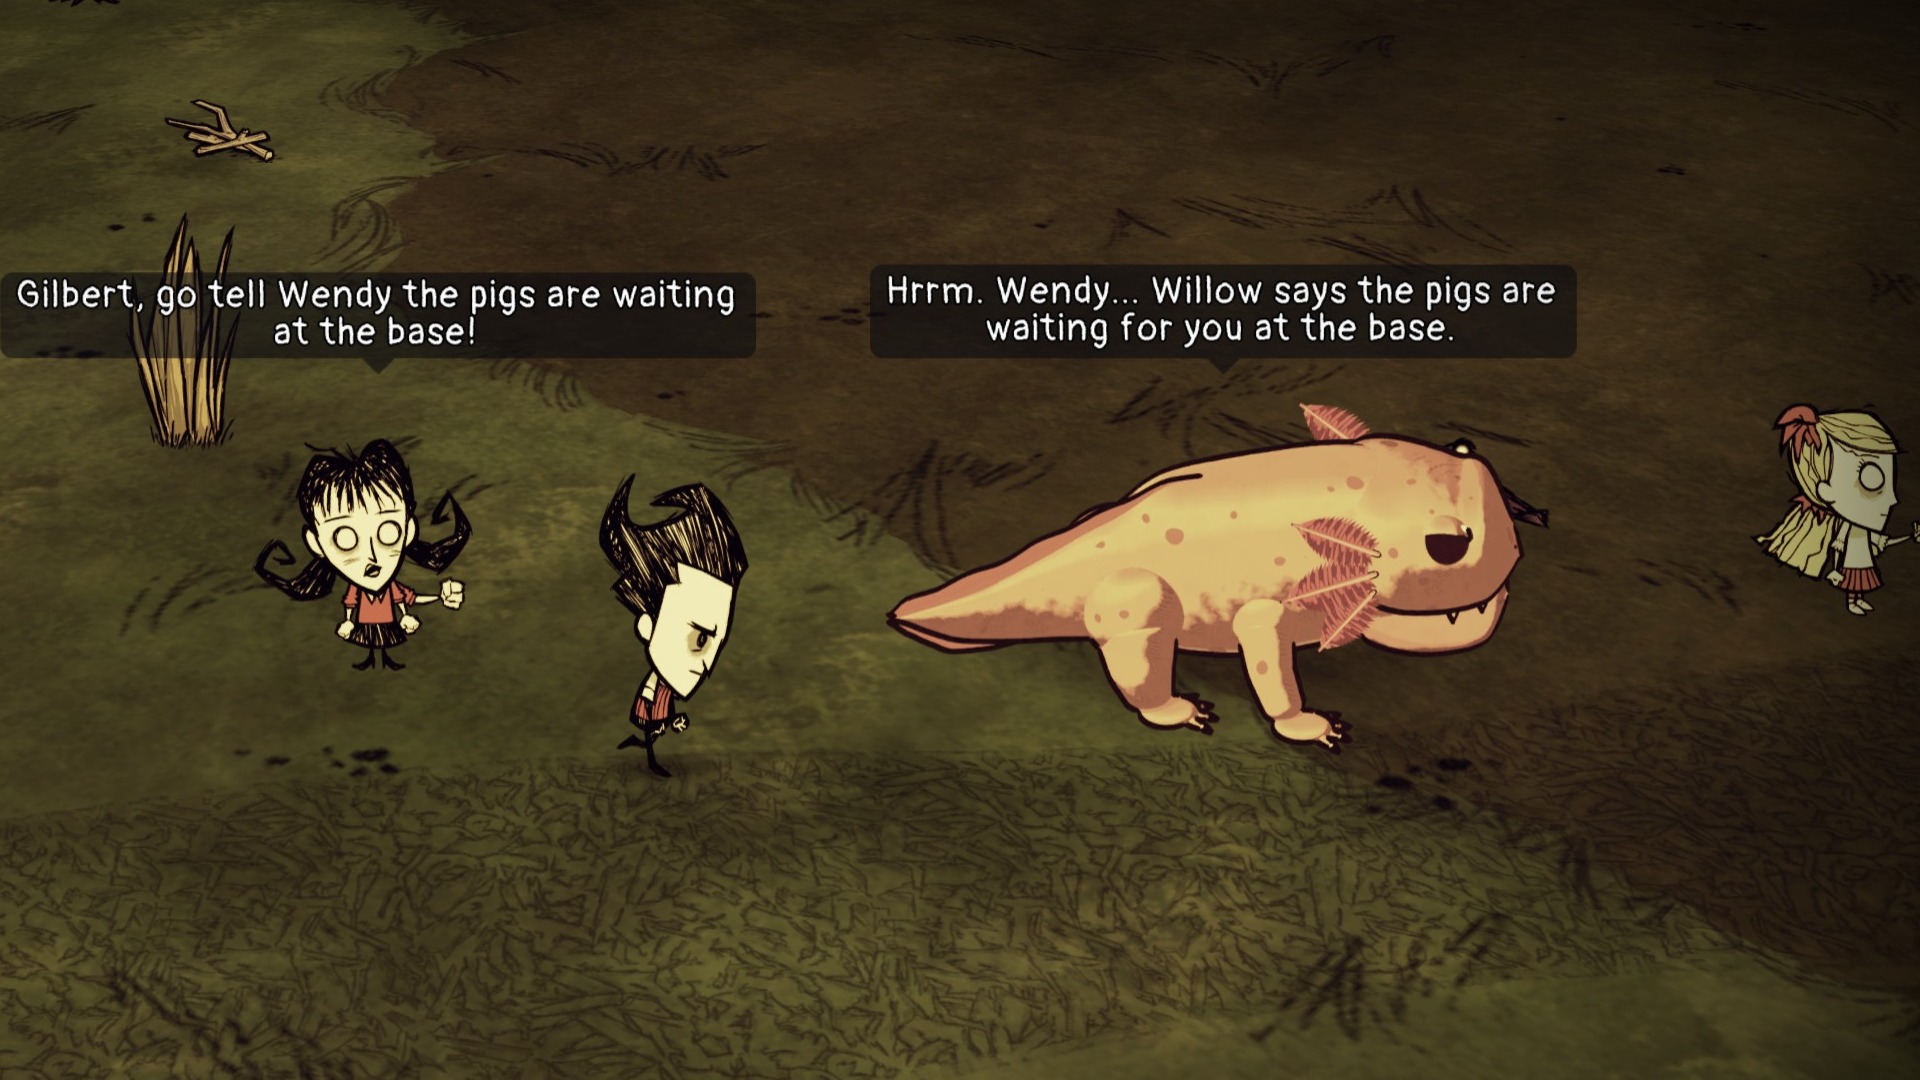 Gilbert, go tell Wendy the pigs are waiting
at the base!
Hrrm. Wendy... Willow says the pigs are
waiting for you at the base.